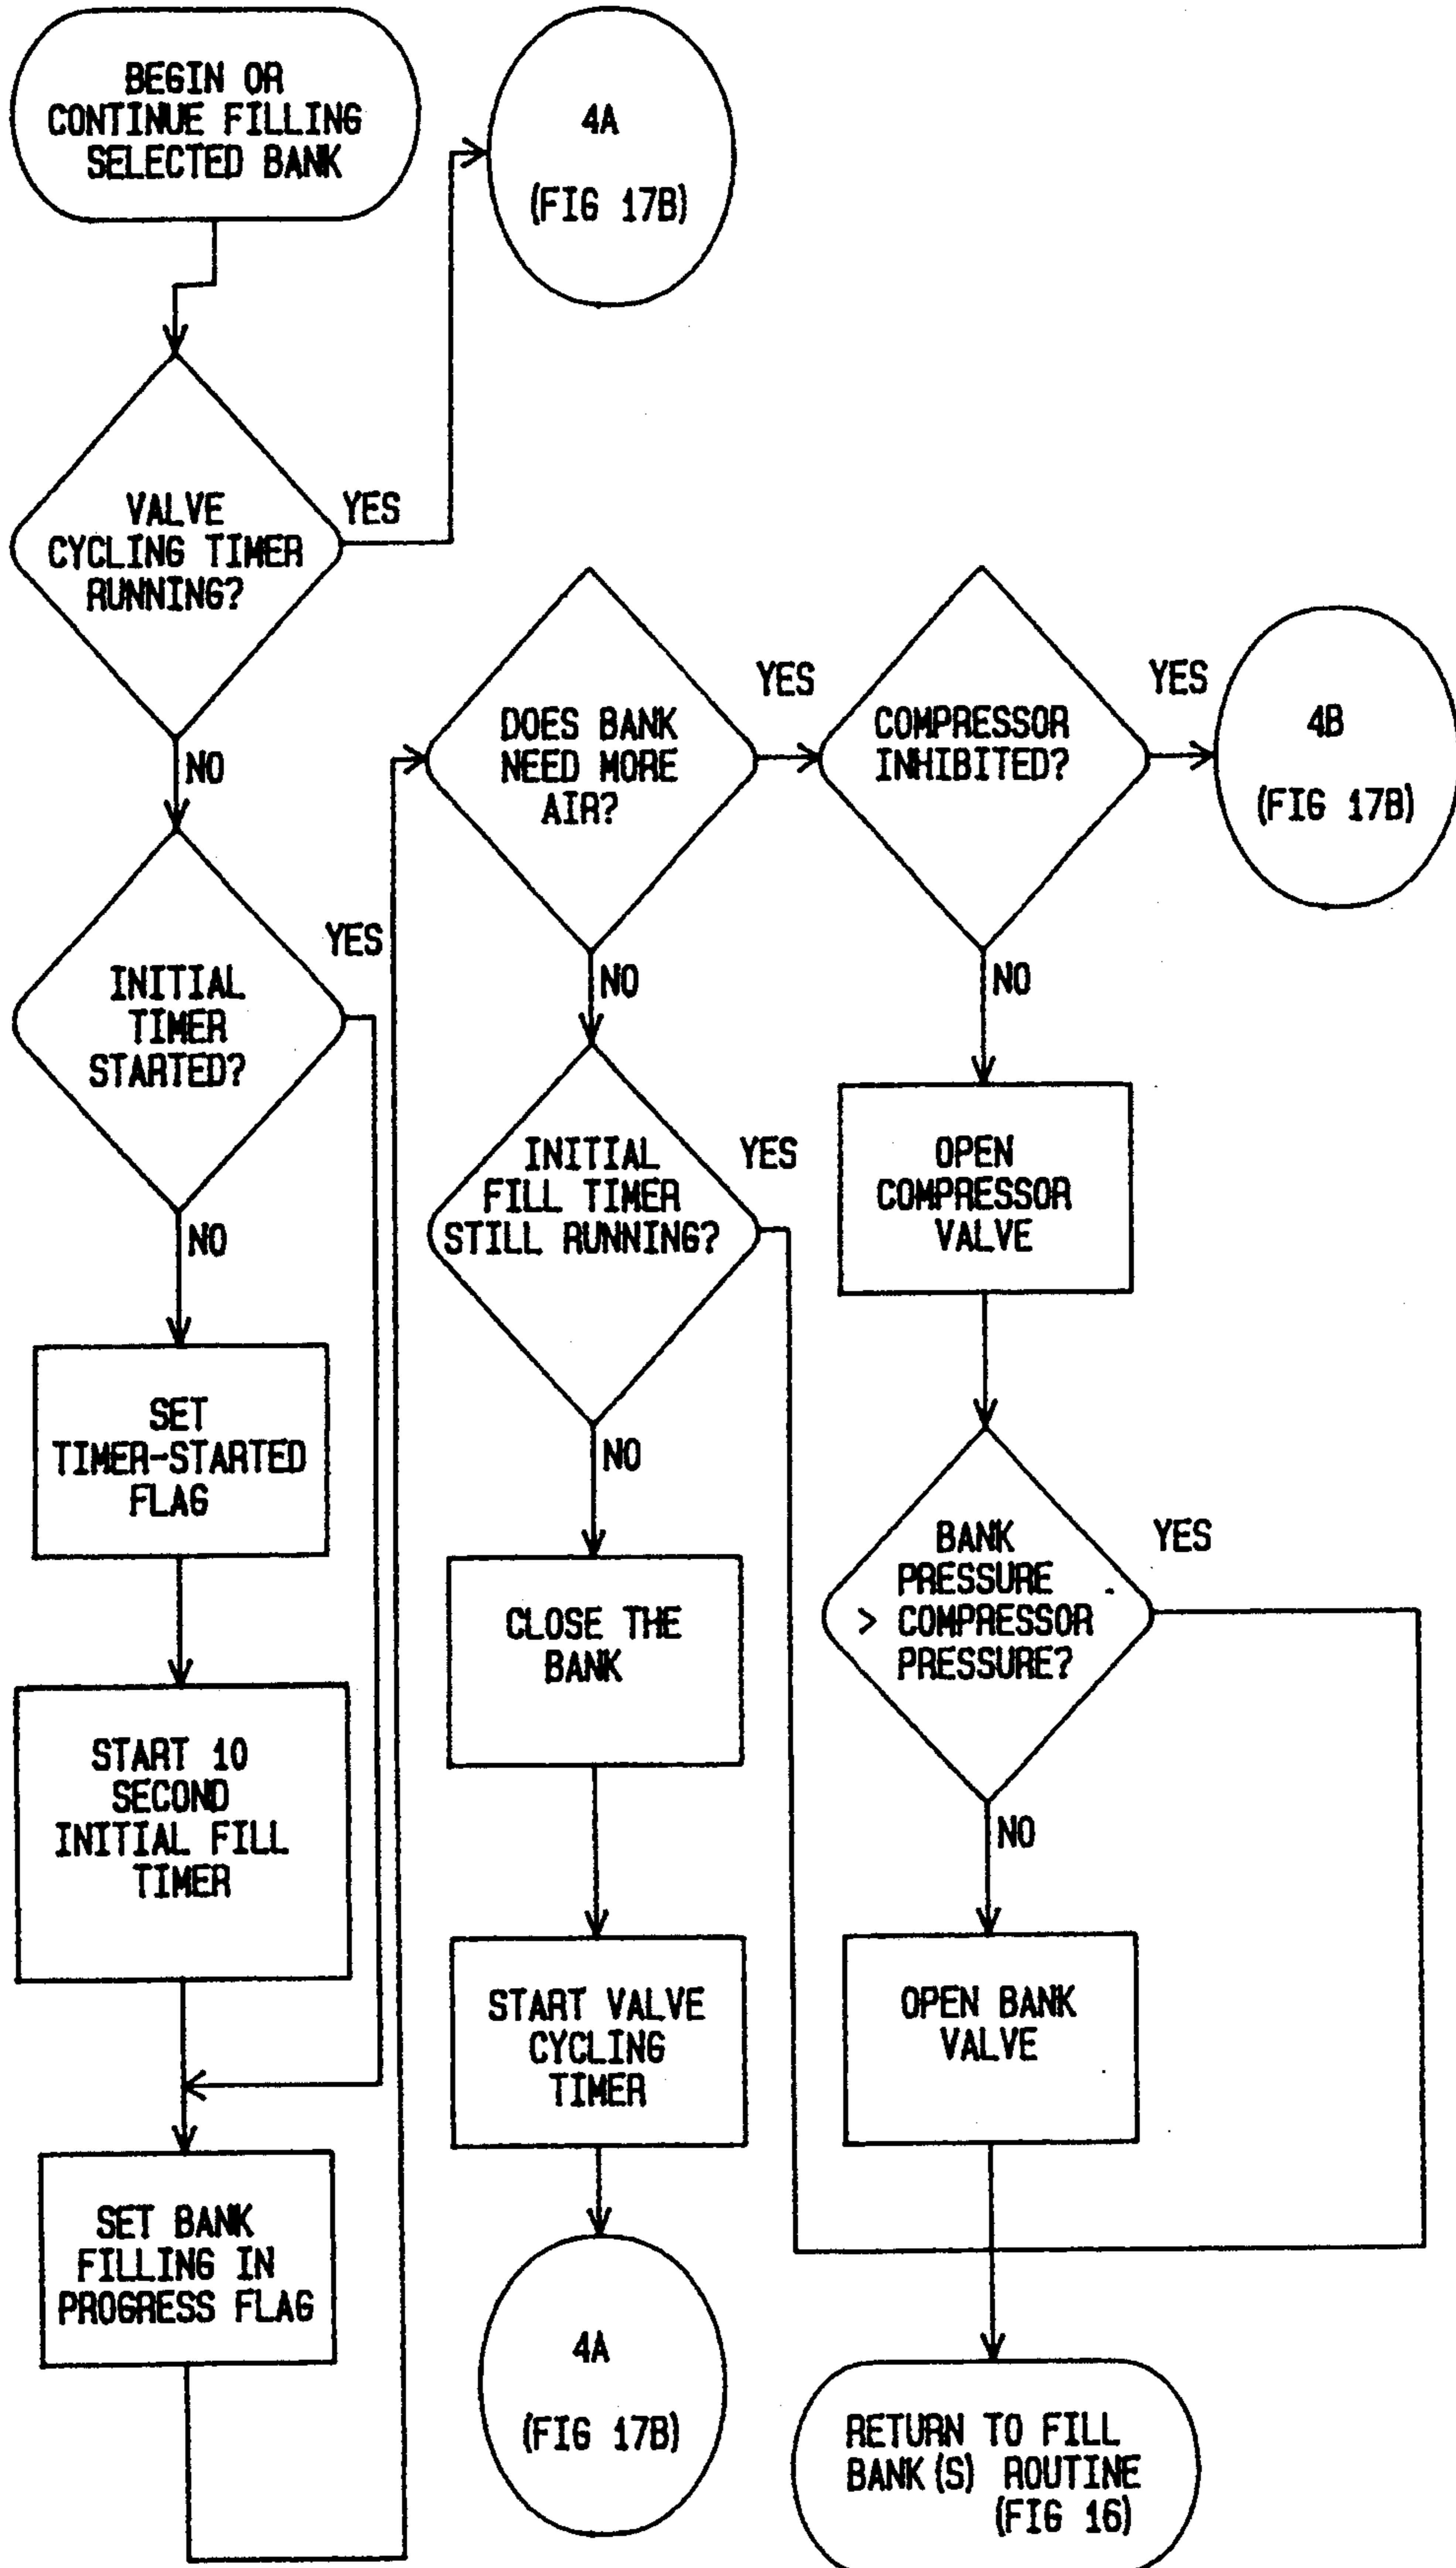 BEGIN OR
CONTINUE FILLING
SELECTED BANK
4A
(FIG 17B)
VALVE
CYCLING TIMER
RUNNING?
YES
NO
INITIAL
TIMER
STARTED?
YES
NO
SET
TIMER-STARTED
FLAG
START 10
SECOND
INITIAL FILL
TIMER
SET BANK
FILLING IN
PROGRESS FLAG
DOES BANK
NEED MORE
AIR?
YES
NO
INITIAL
FILL TIMER
STILL RUNNING?
YES
NO
CLOSE THE
BANK
START VALVE
CYCLING
TIMER
4A
(FIG 17B)
COMPRESSOR
INHIBITED?
YES
4B
(FIG 17B)
NO
OPEN
COMPRESSOR
VALVE
BANK
PRESSURE
> COMPRESSOR
PRESSURE?
YES
NO
OPEN BANK
VALVE
RETURN TO FILL
BANK(S) ROUTINE
(FIG 16)